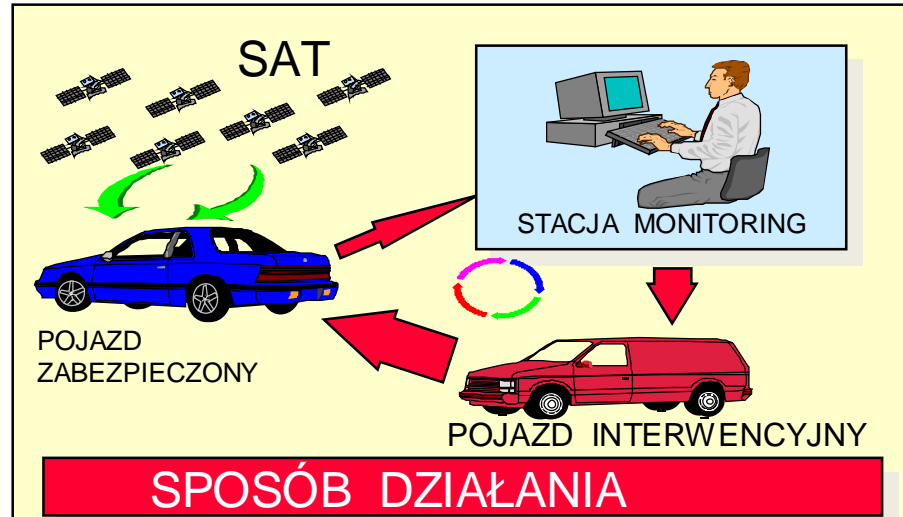 SAT
STACJA MONITORING
POJAZD
ZABEZPIECZONY
POJAZD INTERWENCYJNY
SPOSÓB DZIAŁANIA